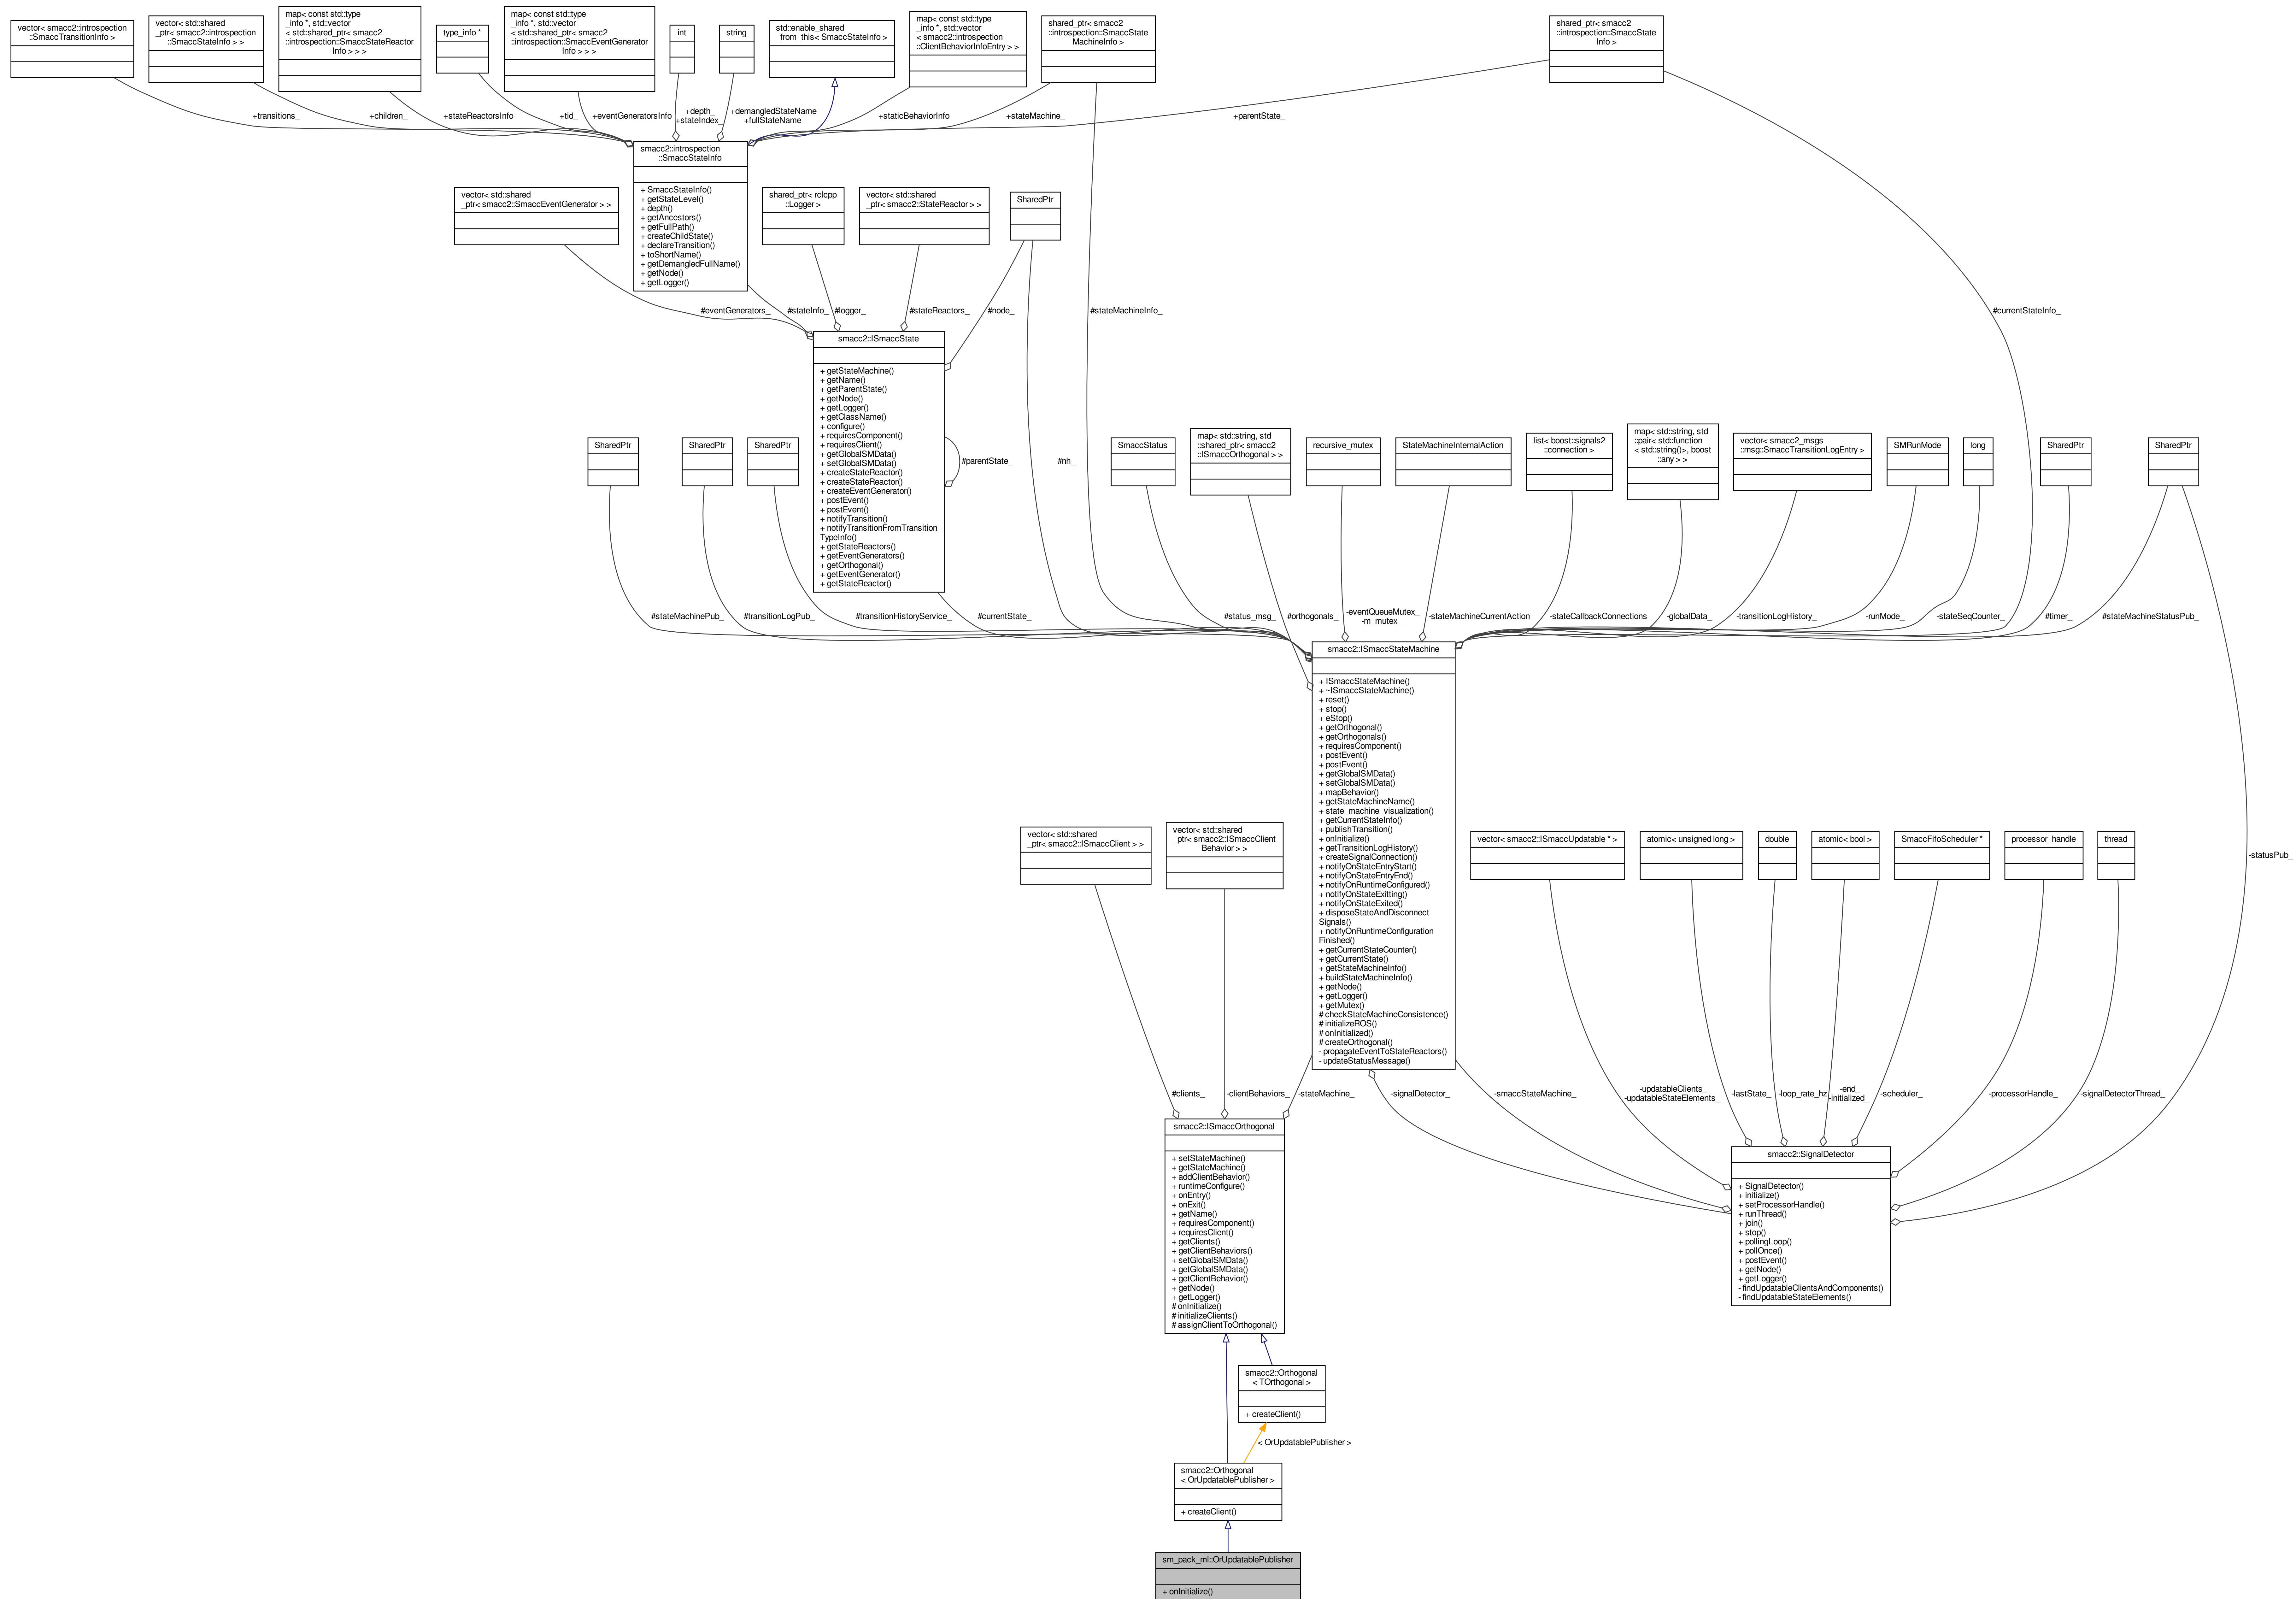 vector< smacc2::introspection
::SmaccTransitionInfo >
vector< std::shared
_ptr< smacc2::introspection
::SmaccStateInfo > >
map< const std::type
_info *, std::vector
< std::shared_ptr< smacc2
::introspection::SmaccStateReactor
Info > > >
type_info *
map< const std::type
_info *, std::vector
< std::shared_ptr< smacc2
::introspection::SmaccEventGenerator
Info > > >
int
string
std::enable_shared
_from_this< SmaccStateInfo >
map< const std::type
_info *, std::vector
< smacc2::introspection
::ClientBehaviorInfoEntry > >
shared_ptr< smacc2
::introspection::SmaccState
MachineInfo >
shared_ptr< smacc2
::introspection::SmaccState
Info >
+transitions_
+children_
+stateReactorsInfo
+tid_
+eventGeneratorsInfo
+depth_
+stateIndex_
+demangledStateName
+fullStateName
+staticBehaviorInfo
+stateMachine_
+parentState_
smacc2::introspection
::SmaccStateInfo
+ SmaccStateInfo()
+ getStateLevel()
+ depth()
+ getAncestors()
+ getFullPath()
+ createChildState()
+ declareTransition()
+ toShortName()
+ getDemangledFullName()
+ getNode()
+ getLogger()
vector< std::shared
_ptr< smacc2::SmaccEventGenerator > >
shared_ptr< rclcpp
::Logger >
vector< std::shared
_ptr< smacc2::StateReactor > >
SharedPtr
#eventGenerators_
#stateInfo_
#logger_
#stateReactors_
#node_
#stateMachineInfo_
#currentStateInfo_
smacc2::ISmaccState
+ getStateMachine()
+ getName()
+ getParentState()
+ getNode()
+ getLogger()
+ getClassName()
+ configure()
+ requiresComponent()
+ requiresClient()
+ getGlobalSMData()
+ setGlobalSMData()
+ createStateReactor()
+ createStateReactor()
+ createEventGenerator()
+ postEvent()
+ postEvent()
+ notifyTransition()
+ notifyTransitionFromTransition
TypeInfo()
+ getStateReactors()
+ getEventGenerators()
+ getOrthogonal()
+ getEventGenerator()
+ getStateReactor()
#parentState_
#nh_
SharedPtr
SharedPtr
SharedPtr
SmaccStatus
map< std::string, std
::shared_ptr< smacc2
::ISmaccOrthogonal > >
recursive_mutex
StateMachineInternalAction
list< boost::signals2
::connection >
map< std::string, std
::pair< std::function
< std::string()>, boost
::any > >
vector< smacc2_msgs
::msg::SmaccTransitionLogEntry >
SMRunMode
long
SharedPtr
SharedPtr
#stateMachinePub_
#transitionLogPub_
#transitionHistoryService_
#currentState_
#status_msg_
#orthogonals_
-eventQueueMutex_
-m_mutex_
-stateMachineCurrentAction
-stateCallbackConnections
-globalData_
-transitionLogHistory_
-runMode_
-stateSeqCounter_
#timer_
#stateMachineStatusPub_
smacc2::ISmaccStateMachine
+ ISmaccStateMachine()
+ ~ISmaccStateMachine()
+ reset()
+ stop()
+ eStop()
+ getOrthogonal()
+ getOrthogonals()
+ requiresComponent()
+ postEvent()
+ postEvent()
+ getGlobalSMData()
+ setGlobalSMData()
+ mapBehavior()
+ getStateMachineName()
+ state_machine_visualization()
+ getCurrentStateInfo()
+ publishTransition()
+ onInitialize()
+ getTransitionLogHistory()
+ createSignalConnection()
+ notifyOnStateEntryStart()
+ notifyOnStateEntryEnd()
+ notifyOnRuntimeConfigured()
+ notifyOnStateExitting()
+ notifyOnStateExited()
+ disposeStateAndDisconnect
Signals()
+ notifyOnRuntimeConfiguration
Finished()
+ getCurrentStateCounter()
+ getCurrentState()
+ getStateMachineInfo()
+ buildStateMachineInfo()
+ getNode()
+ getLogger()
+ getMutex()
# checkStateMachineConsistence()
# initializeROS()
# onInitialized()
# createOrthogonal()
- propagateEventToStateReactors()
- updateStatusMessage()
vector< std::shared
_ptr< smacc2::ISmaccClient > >
vector< std::shared
_ptr< smacc2::ISmaccClient
Behavior > >
vector< smacc2::ISmaccUpdatable * >
atomic< unsigned long >
double
atomic< bool >
SmaccFifoScheduler *
processor_handle
thread
-statusPub_
#clients_
-clientBehaviors_
-stateMachine_
-signalDetector_
-smaccStateMachine_
-updatableClients_
-updatableStateElements_
-lastState_
-loop_rate_hz
-end_
-initialized_
-scheduler_
-processorHandle_
-signalDetectorThread_
smacc2::ISmaccOrthogonal
+ setStateMachine()
+ getStateMachine()
+ addClientBehavior()
+ runtimeConfigure()
+ onEntry()
+ onExit()
+ getName()
+ requiresComponent()
+ requiresClient()
+ getClients()
+ getClientBehaviors()
+ setGlobalSMData()
+ getGlobalSMData()
+ getClientBehavior()
+ getNode()
+ getLogger()
# onInitialize()
# initializeClients()
# assignClientToOrthogonal()
smacc2::SignalDetector
+ SignalDetector()
+ initialize()
+ setProcessorHandle()
+ runThread()
+ join()
+ stop()
+ pollingLoop()
+ pollOnce()
+ postEvent()
+ getNode()
+ getLogger()
- findUpdatableClientsAndComponents()
- findUpdatableStateElements()
smacc2::Orthogonal
< TOrthogonal >
+ createClient()
< OrUpdatablePublisher >
smacc2::Orthogonal
< OrUpdatablePublisher >
+ createClient()
sm_pack_ml::OrUpdatablePublisher
+ onInitialize()